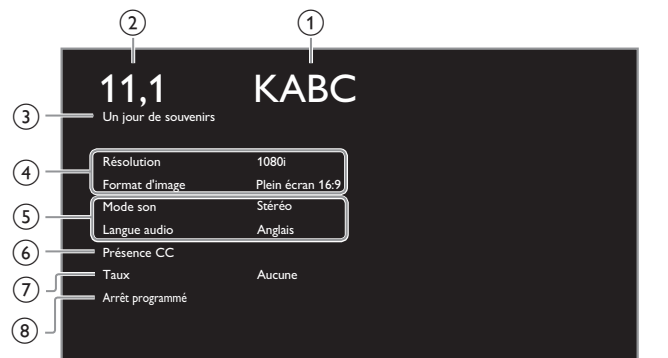 ② ①
11,1 KABC
③ Un jour de souvenirs
④ Résolution 1080i
Format d'image Plein écran 16:9
⑤ Mode son Stéréo
Langue audio Anglais
⑥ Présence CC
⑦ Taux Aucune
⑧ Arrêt programmé